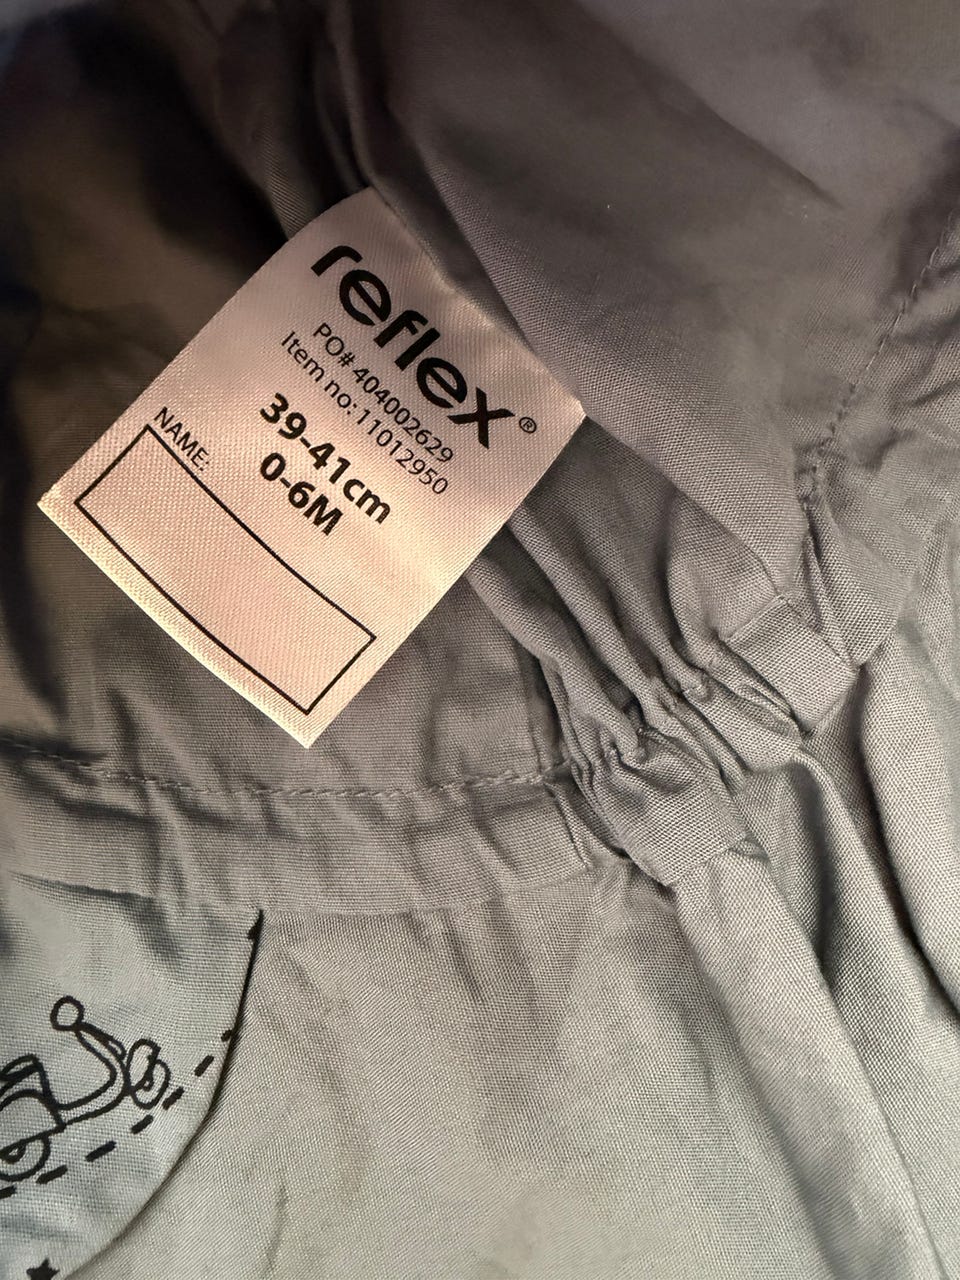 reflex®
PO# 404002629
Item no: 11012950
39-41cm
0-6M
NAME: